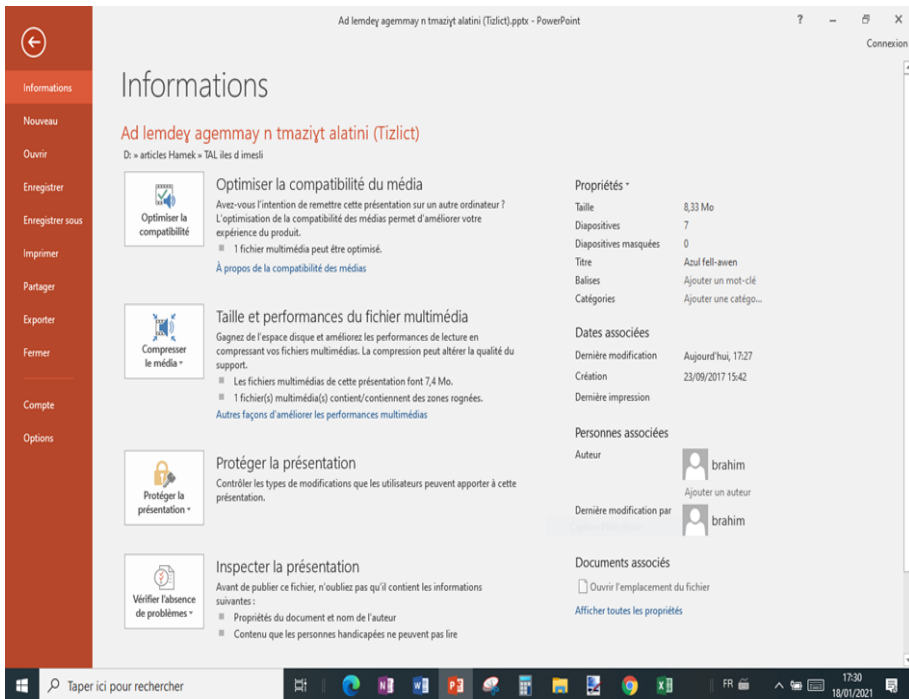 Ad lemdeɣ agemmay n tmaziɣt alatini (Tizlict).pptx - PowerPoint
?
Connexion
Informations
Nouveau
Ouvrir
Enregistrer
Enregistrer sous
Imprimer
Partager
Exporter
Fermer
Compte
Options
Informations
Ad lemdeɣ agemmay n tmaziɣt alatini (Tizlict)
D: » articles Hamek » TAL iles d imesli
Optimiser la compatibilité
Optimiser la compatibilité du média
Avez-vous l'intention de remettre cette présentation sur un autre ordinateur ?
L'optimisation de la compatibilité des médias permet d'améliorer votre
expérience du produit.
1 fichier multimédia peut être optimisé.
À propos de la compatibilité des médias
Compresser
le média
Taille et performances du fichier multimédia
Gagnez de l'espace disque et améliorez les performances de lecture en
compressant vos fichiers multimédias. La compression peut altérer la qualité du
support.
Les fichiers multimédias de cette présentation font 7,4 Mo.
1 fichier(s) multimédia(s) contient/contiennent des zones rognées.
Autres façons d'améliorer les performances multimédias
Protéger la
présentation
Protéger la présentation
Contrôler les types de modifications que les utilisateurs peuvent apporter à cette
présentation.
Vérifier l'absence
de problèmes
Inspecter la présentation
Avant de publier ce fichier, n'oubliez pas qu'il contient les informations
suivantes :
Propriétés du document et nom de l'auteur
Contenu que les personnes handicapées ne peuvent pas lire
Propriétés
Taille 8,33 Mo
Diapositives 7
Diapositives masquées 0
Titre Azul fell-awen
Balises Ajouter un mot-clé
Catégories Ajouter une catégo...
Dates associées
Dernière modification Aujourd'hui, 17:27
Création 23/09/2017 15:42
Dernière impression
Personnes associées
Auteur brahim
Ajouter un auteur
Dernière modification par brahim
Documents associés
Ouvrir l'emplacement du fichier
Afficher toutes les propriétés
Taper ici pour rechercher
FR
17:30
18/01/2021